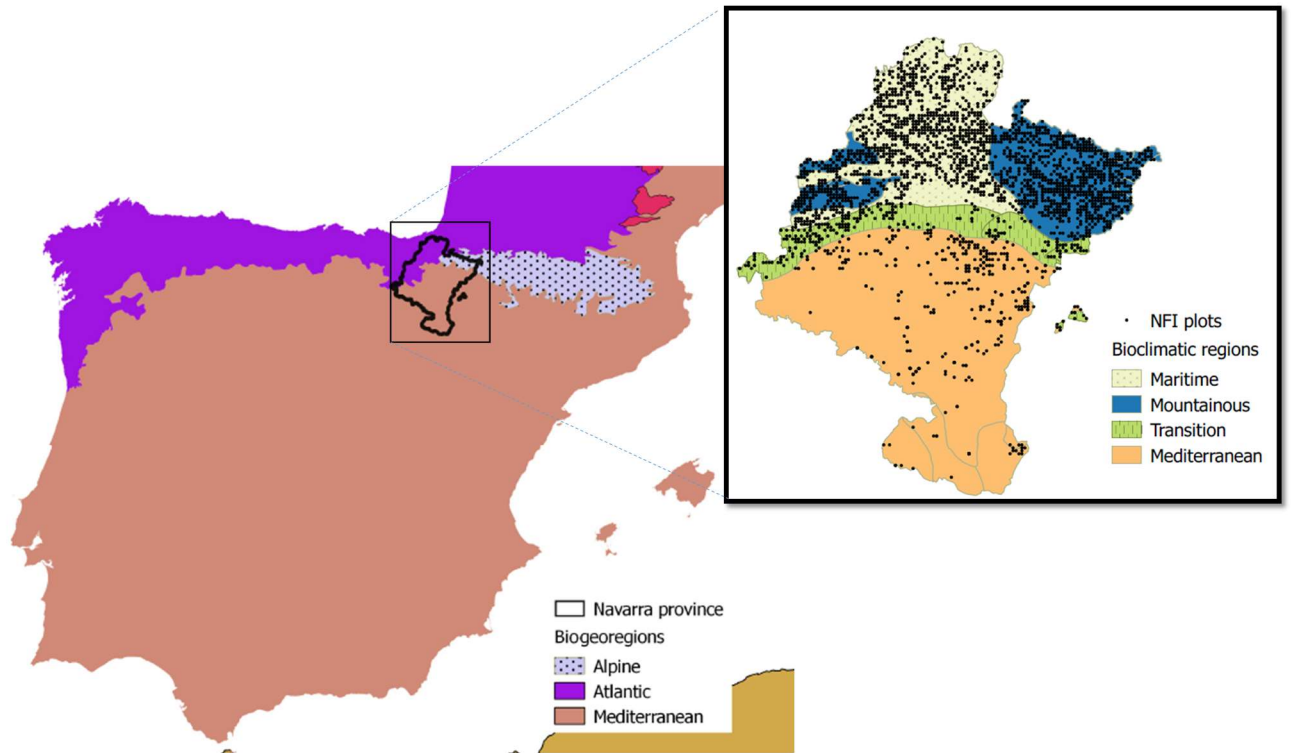 NFI plots
Bioclimatic regions
Maritime
Mountainous
Transition
Mediterranean
Navarra province
Biogeoregions
Alpine
Atlantic
Mediterranean